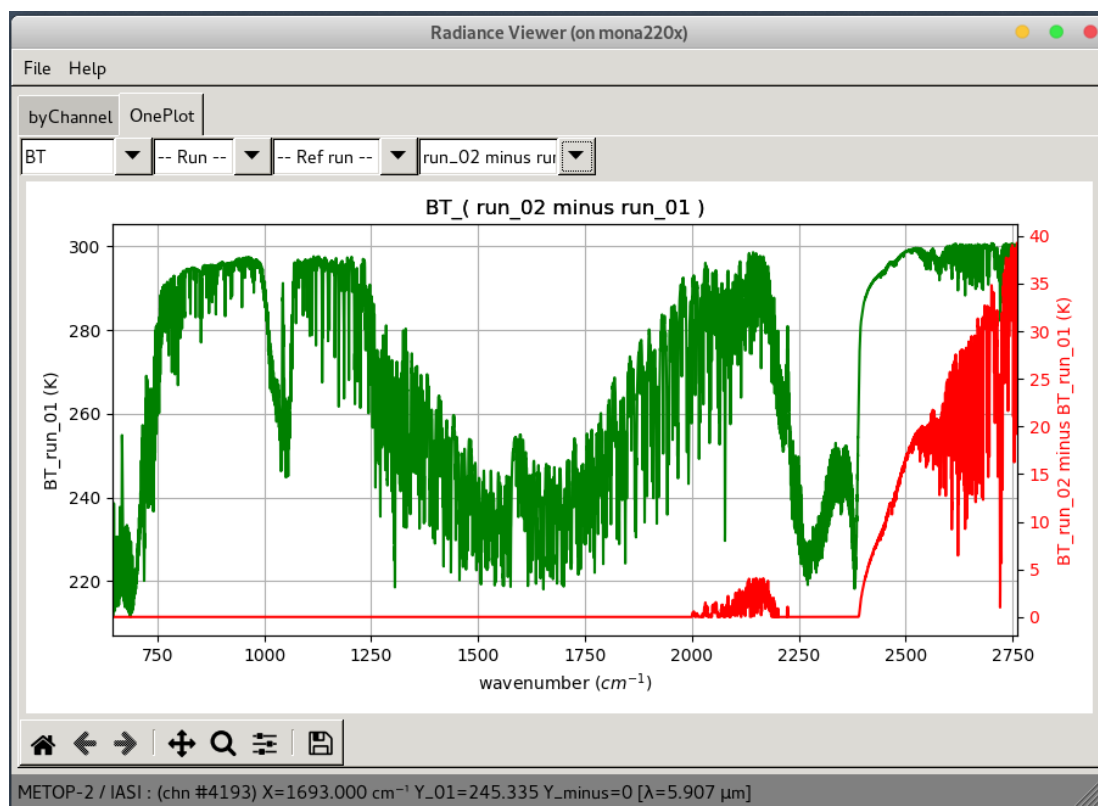 Radiance Viewer (on mona220x)
File Help
byChannel OnePlot
BT -- Run -- -- Ref run -- run_02 minus rui
BT_( run_02 minus run_01 )
BT_run_01 (K)
300
280
260
240
220
40
35
30
25
20
15
10
5
0
BT_run_02 minus BT_run_01 (K)
750 1000 1250 1500 1750 2000 2250 2500 2750
wavenumber (cm⁻¹)
METOP-2 / IASI : (chn #4193) X=1693.000 cm⁻¹ Y_01=245.335 Y_minus=0 [λ=5.907 µm]